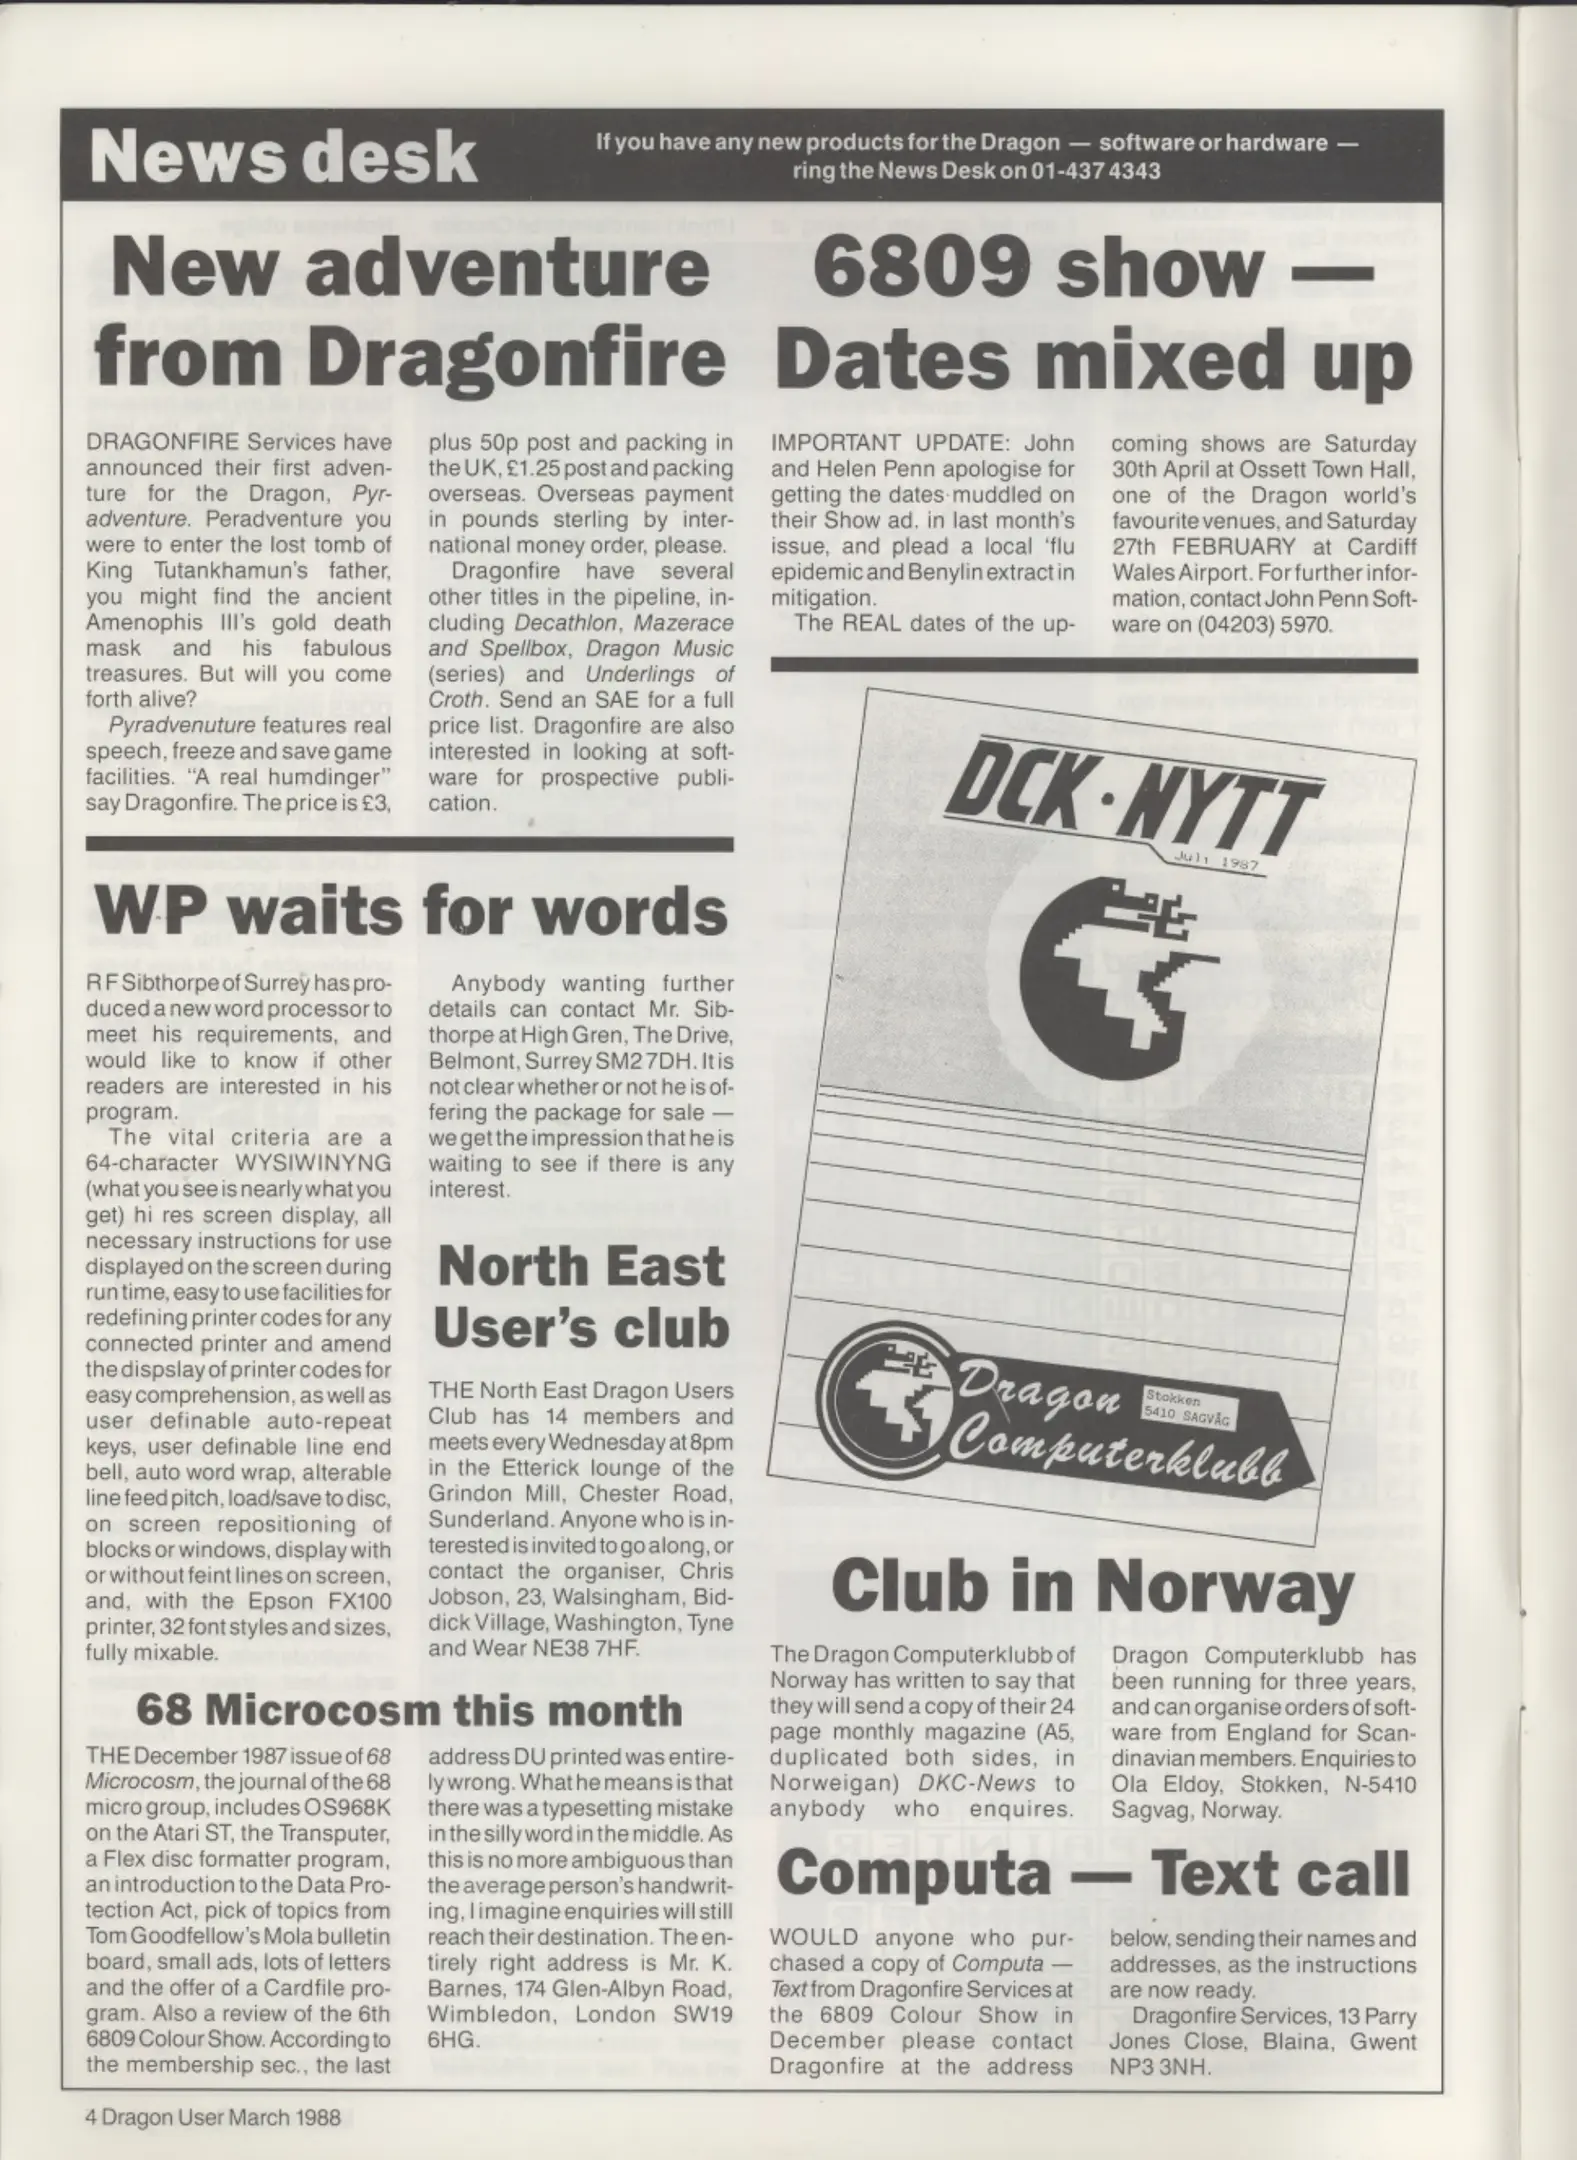 News desk
If you have any new products for the Dragon — software or hardware —
ring the News Desk on 01-437 4343
New adventure
from Dragonfire
DRAGONFIRE Services have
announced their first adven-
ture for the Dragon, Pyr-
adventure. Peradventure you
were to enter the lost tomb of
King Tutankhamun's father,
you might find the ancient
Amenophis III's gold death
mask and his fabulous
treasures. But will you come
forth alive?
Pyradvenuture features real
speech, freeze and save game
facilities. "A real humdinger"
say Dragonfire. The price is £3,
plus 50p post and packing in
the UK, £1.25 post and packing
overseas. Overseas payment
in pounds sterling by inter-
national money order, please.
Dragonfire have several
other titles in the pipeline, in-
cluding Decathlon, Mazerace
and Spellbox, Dragon Music
(series) and Underlings of
Croth. Send an SAE for a full
price list. Dragonfire are also
interested in looking at soft-
ware for prospective publi-
cation.
WP waits for words
R F Sibthorpe of Surrey has pro-
duced a new word processor to
meet his requirements, and
would like to know if other
readers are interested in his
program.
The vital criteria are a
64-character WYSIWINYNG
(what you see is nearly what you
get) hi res screen display, all
necessary instructions for use
displayed on the screen during
run time, easy to use facilities for
redefining printer codes for any
connected printer and amend
the dispslay of printer codes for
easy comprehension, as well as
user definable auto-repeat
keys, user definable line end
bell, auto word wrap, alterable
line feed pitch, load/save to disc,
on screen repositioning of
blocks or windows, display with
or without feint lines on screen,
and, with the Epson FX100
printer, 32 font styles and sizes,
fully mixable.
Anybody wanting further
details can contact Mr. Sib-
thorpe at High Gren, The Drive,
Belmont, Surrey SM2 7DH. It is
not clear whether or not he is of-
fering the package for sale —
we get the impression that he is
waiting to see if there is any
interest.
North East
User's club
THE North East Dragon Users
Club has 14 members and
meets every Wednesday at 8pm
in the Etterick lounge of the
Grindon Mill, Chester Road,
Sunderland. Anyone who is in-
terested is invited to go along, or
contact the organiser, Chris
Jobson, 23, Walsingham, Bid-
dick Village, Washington, Tyne
and Wear NE38 7HF.
68 Microcosm this month
THE December 1987 issue of 68
Microcosm, the journal of the 68
micro group, includes OS968K
on the Atari ST, the Transputer,
a Flex disc formatter program,
an introduction to the Data Pro-
tection Act, pick of topics from
Tom Goodfellow's Mola bulletin
board, small ads, lots of letters
and the offer of a Cardfile pro-
gram. Also a review of the 6th
6809 Colour Show. According to
the membership sec., the last
address DU printed was entire-
ly wrong. What he means is that
there was a typesetting mistake
in the silly word in the middle. As
this is no more ambiguous than
the average person's handwrit-
ing, I imagine enquiries will still
reach their destination. The en-
tirely right address is Mr. K.
Barnes, 174 Glen-Albyn Road,
Wimbledon, London SW19
6HG.
6809 show —
Dates mixed up
IMPORTANT UPDATE: John
and Helen Penn apologise for
getting the dates muddled on
their Show ad. in last month's
issue, and plead a local 'flu
epidemic and Benylin extract in
mitigation.
The REAL dates of the up-
coming shows are Saturday
30th April at Ossett Town Hall,
one of the Dragon world's
favourite venues, and Saturday
27th FEBRUARY at Cardiff
Wales Airport. For further infor-
mation, contact John Penn Soft-
ware on (04203) 5970.
DCK·NYTT
Juli 1987
Dragon
Computerklubb
Stokken
5410 SAGVÅG
Club in Norway
The Dragon Computerklubb of
Norway has written to say that
they will send a copy of their 24
page monthly magazine (A5,
duplicated both sides, in
Norweigan) DKC-News to
anybody who enquires.
Dragon Computerklubb has
been running for three years,
and can organise orders of soft-
ware from England for Scan-
dinavian members. Enquiries to
Ola Eldoy, Stokken, N-5410
Sagvag, Norway.
Computa — Text call
WOULD anyone who pur-
chased a copy of Computa —
Text from Dragonfire Services at
the 6809 Colour Show in
December please contact
Dragonfire at the address
below, sending their names and
addresses, as the instructions
are now ready.
Dragonfire Services, 13 Parry
Jones Close, Blaina, Gwent
NP3 3NH.
4 Dragon User March 1988